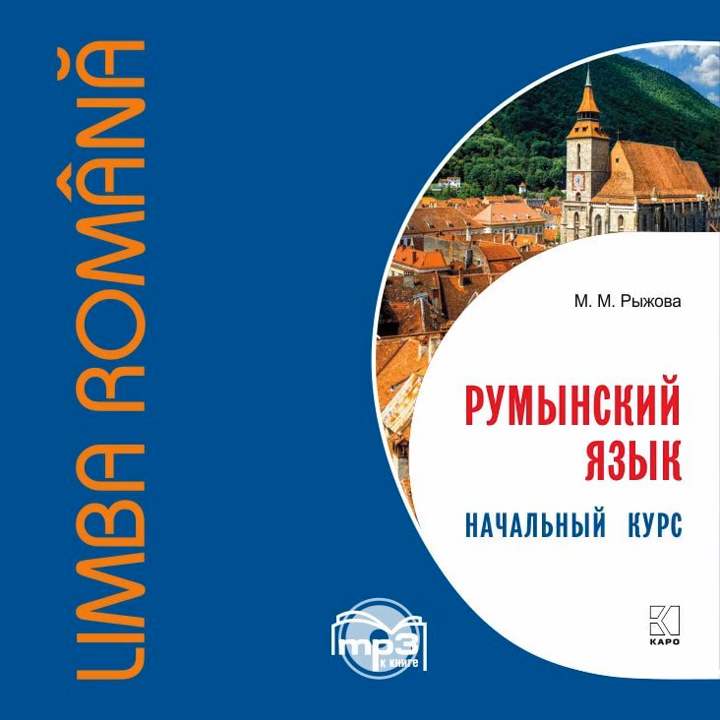 LIMBA ROMÂNĂ
М. М. Рыжова
РУМЫНСКИЙ
ЯЗЫК
НАЧАЛЬНЫЙ КУРС
mp3
к книге
КАРО